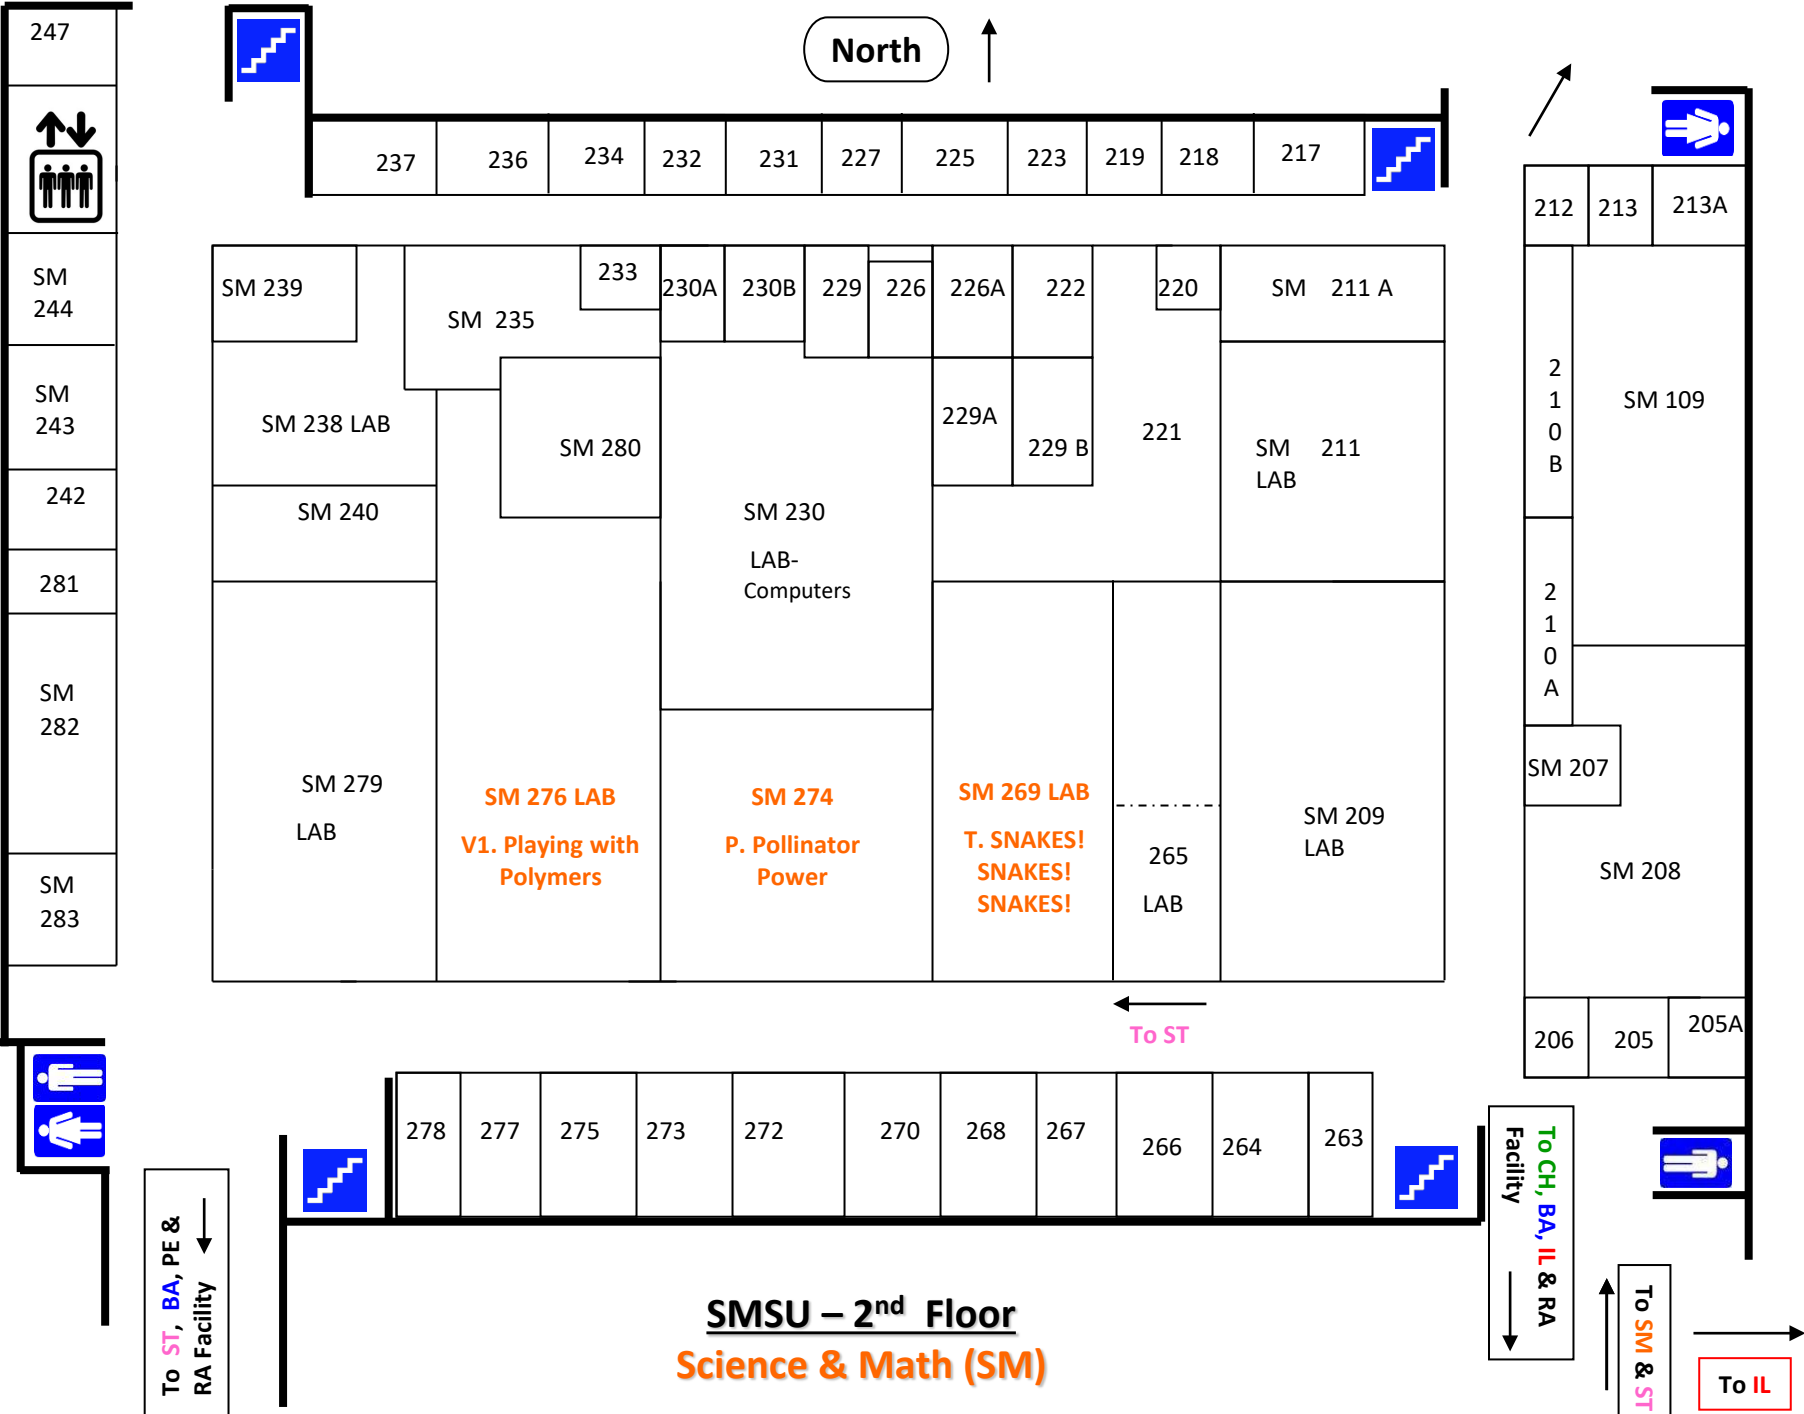 247
North
237
236
234
232
231
227
225
223
219
218
217
212
213
213A
SM
244
SM 239
SM 235
233
230A
230B
229
226
226A
222
220
SM 211 A
SM
243
SM 238 LAB
SM 280
229A
229 B
221
SM 211
LAB
210B
SM 109
242
SM 240
SM 230
LAB-
Computers
281
210A
SM
282
SM 207
SM 279
LAB
SM 276 LAB
V1. Playing with
Polymers
SM 274
P. Pollinator
Power
SM 269 LAB
T. SNAKES!
SNAKES!
SNAKES!
265
LAB
SM 209
LAB
SM 208
SM
283
To ST
206
205
205A
278
277
275
273
272
270
268
267
266
264
263
To ST, BA, PE &
RA Facility
To CH, BA, IL & RA
Facility
To SM & ST
To IL
SMSU – 2nd Floor
Science & Math (SM)